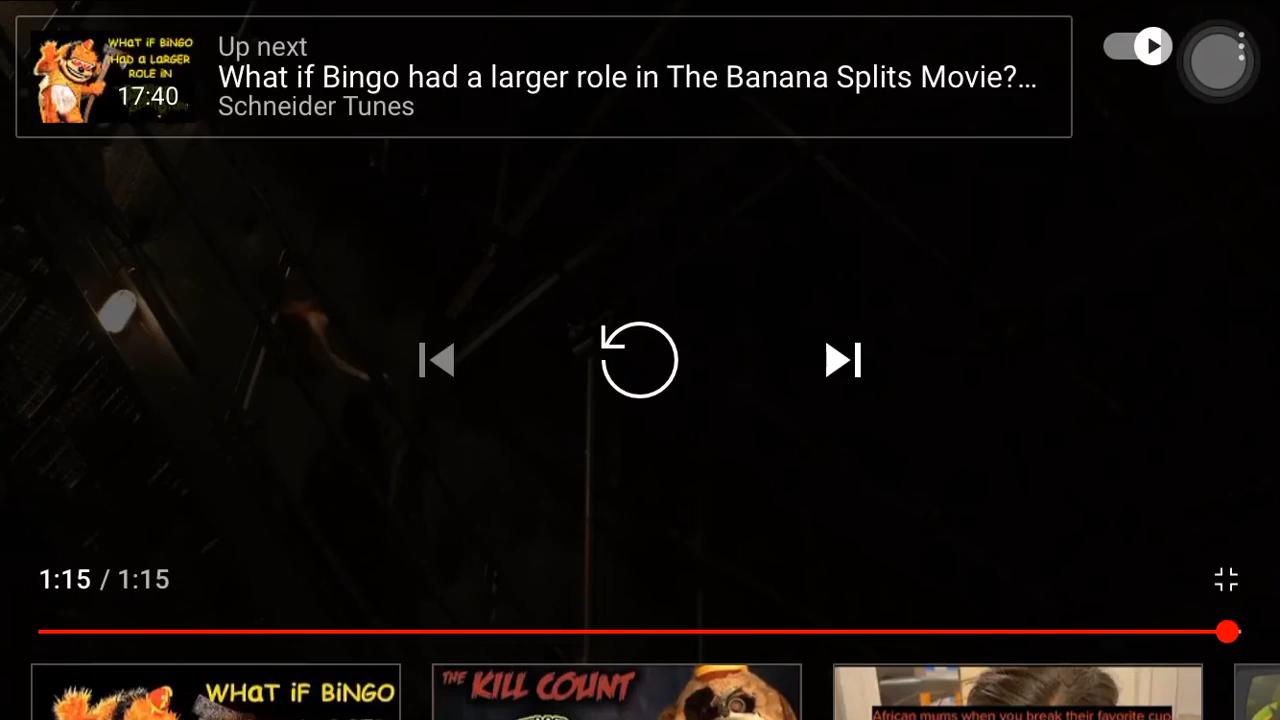 WHAT iF BiNGO
HaD a LaRGER
ROLE iN
17:40
Up next
What if Bingo had a larger role in The Banana Splits Movie?...
Schneider Tunes
1:15 / 1:15
WHaT iF BiNGO
THE KILL COUNT
African mums when you break their favorite cup